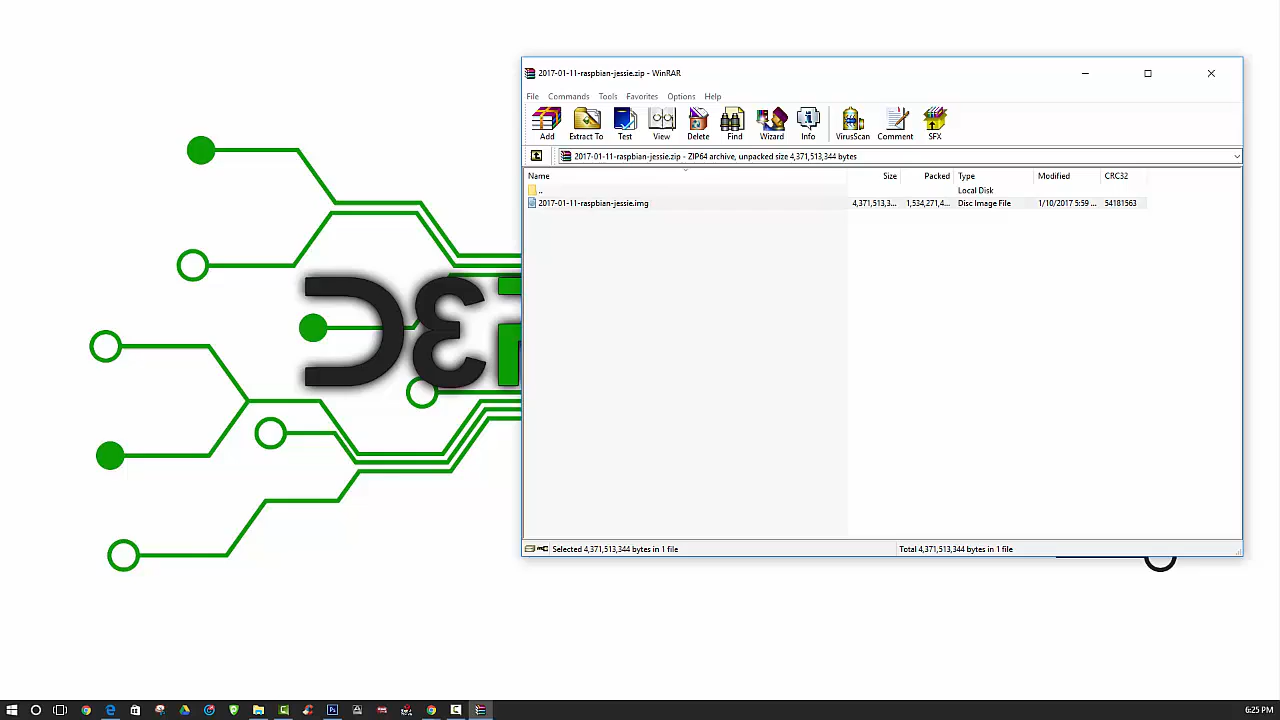 2017-01-11-raspbian-jessie.zip - WinRAR
File Commands Tools Favorites Options Help
Add Extract To Test View Delete Find Wizard Info VirusScan Comment SFX
2017-01-11-raspbian-jessie.zip - ZIP64 archive, unpacked size 4,371,513,344 bytes
Name Size Packed Type Modified CRC32
.. Local Disk
2017-01-11-raspbian-jessie.img 4,371,513,3... 1,534,271,4... Disc Image File 1/10/2017 5:59 ... 54181563
Selected 4,371,513,344 bytes in 1 file Total 4,371,513,344 bytes in 1 file
6:25 PM